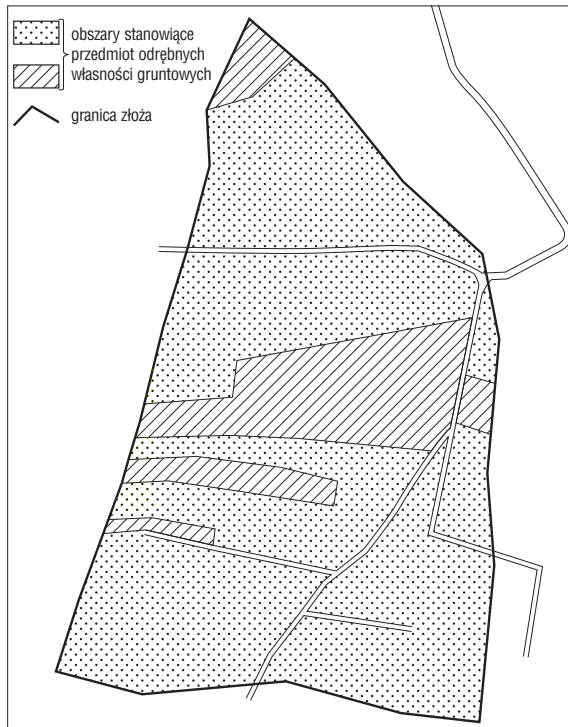 obszary stanowiące
przedmiot odrębnych
własności gruntowych
granica złoża